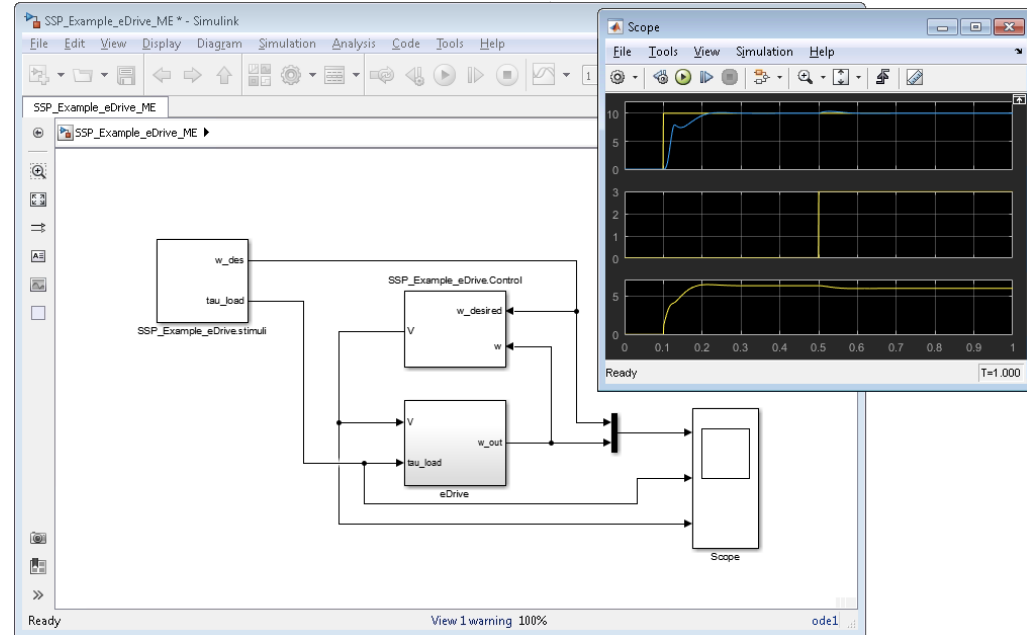 SSP_Example_eDrive_ME * - Simulink
File Edit View Display Diagram Simulation Analysis Code Tools Help
1
SSP_Example_eDrive_ME
SSP_Example_eDrive_ME
w_des
tau_load
SSP_Example_eDrive.stimuli
SSP_Example_eDrive.Control
w_desired
V
w
V
w_out
tau_load
eDrive
Scope
Ready
View 1 warning 100%
ode1
Scope
File Tools View Simulation Help
10
5
0
3
2
1
0
5
0
0 0.1 0.2 0.3 0.4 0.5 0.6 0.7 0.8 0.9 1
Ready
T=1.000